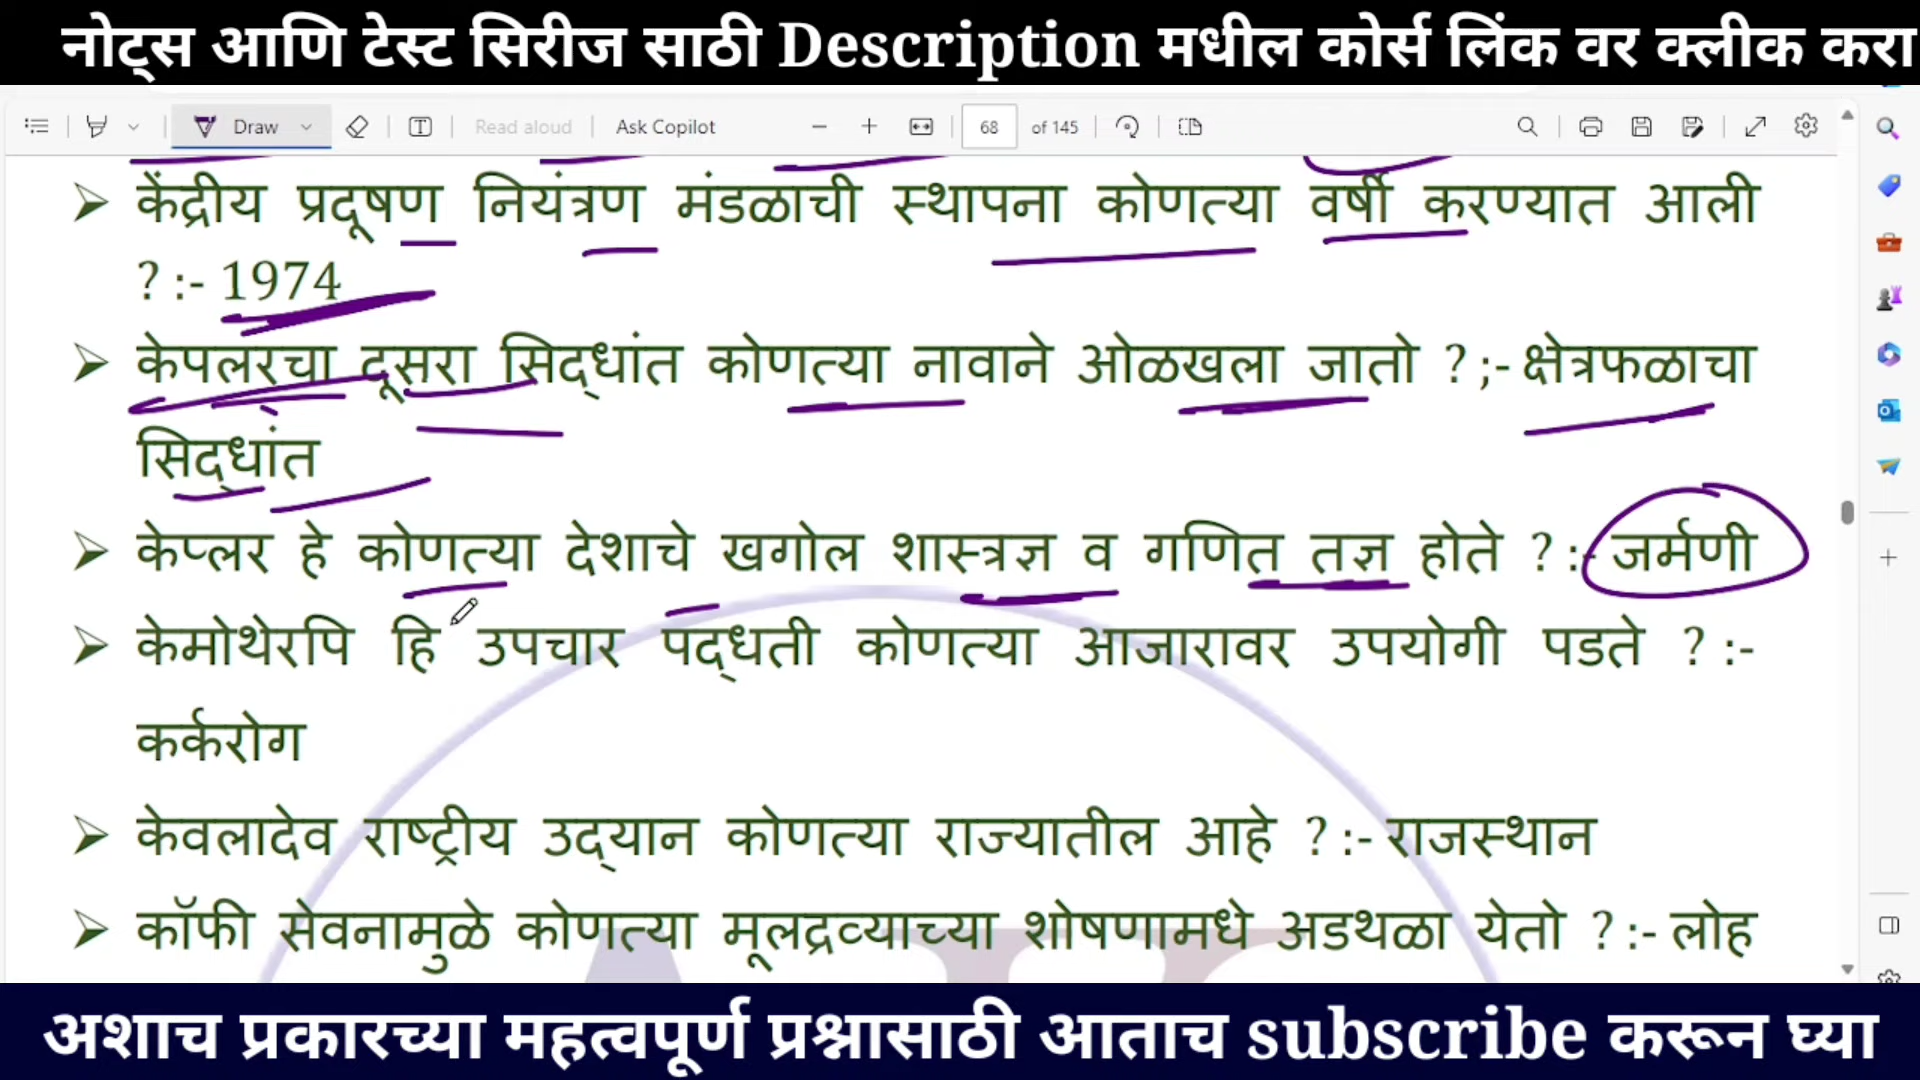 नोट्स आणि टेस्ट सिरीज साठी Description मधील कोर्स लिंक वर क्लीक करा
Draw Read aloud Ask Copilot 68 of 145
➢ केंद्रीय प्रदूषण नियंत्रण मंडळाची स्थापना कोणत्या वर्षी करण्यात आली
? :- 1974
➢ केपलरचा दूसरा सिद्धांत कोणत्या नावाने ओळखला जातो ? ;- क्षेत्रफळाचा
सिद्धांत
➢ केप्लर हे कोणत्या देशाचे खगोल शास्त्रज्ञ व गणित तज्ञ होते ? :- जर्मणी
➢ केमोथेरपि हि उपचार पद्धती कोणत्या आजारावर उपयोगी पडते ? :-
कर्करोग
➢ केवलादेव राष्ट्रीय उद्यान कोणत्या राज्यातील आहे ? :- राजस्थान
➢ कॉफी सेवनामुळे कोणत्या मूलद्रव्याच्या शोषणामधे अडथळा येतो ? :- लोह
अशाच प्रकारच्या महत्वपूर्ण प्रश्नासाठी आताच subscribe करून घ्या